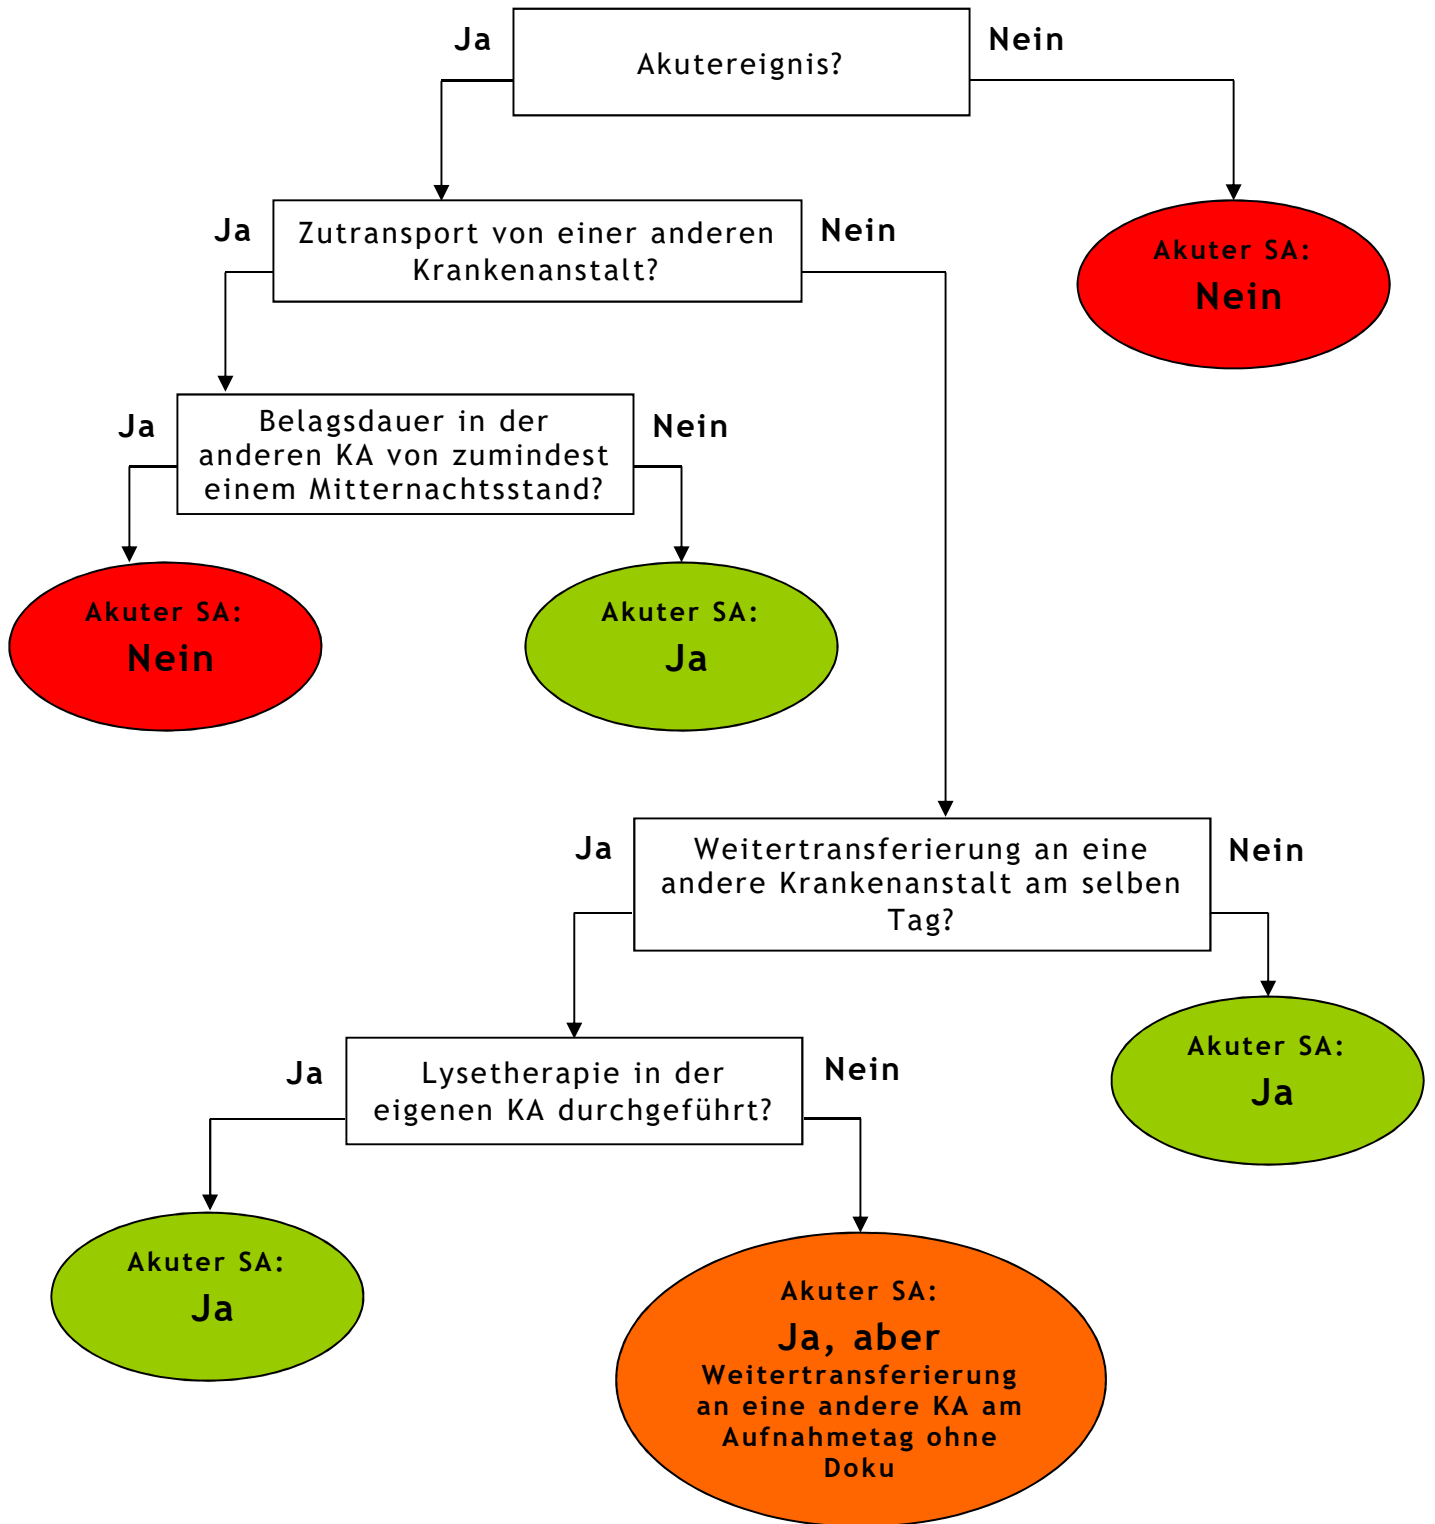 Ja
Akutereignis?
Nein
Ja
Zutransport von einer anderen
Krankenanstalt?
Nein
Akuter SA:
Nein
Ja
Belagsdauer in der
anderen KA von zumindest
einem Mitternachtsstand?
Nein
Akuter SA:
Nein
Akuter SA:
Ja
Ja
Weitertransferierung an eine
andere Krankenanstalt am selben
Tag?
Nein
Ja
Lysetherapie in der
eigenen KA durchgeführt?
Nein
Akuter SA:
Ja
Akuter SA:
Ja
Akuter SA:
Ja, aber
Weitertransferierung
an eine andere KA am
Aufnahmetag ohne
Doku